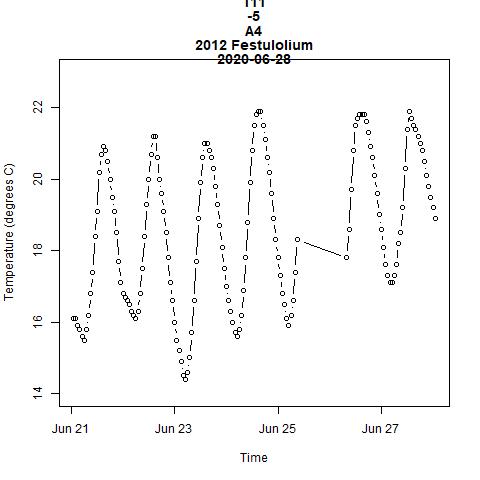 T11
-5
A4
2012 Festulolium
2020-06-28
Temperature (degrees C)
22
20
18
16
14
Jun 21
Jun 23
Jun 25
Jun 27
Time